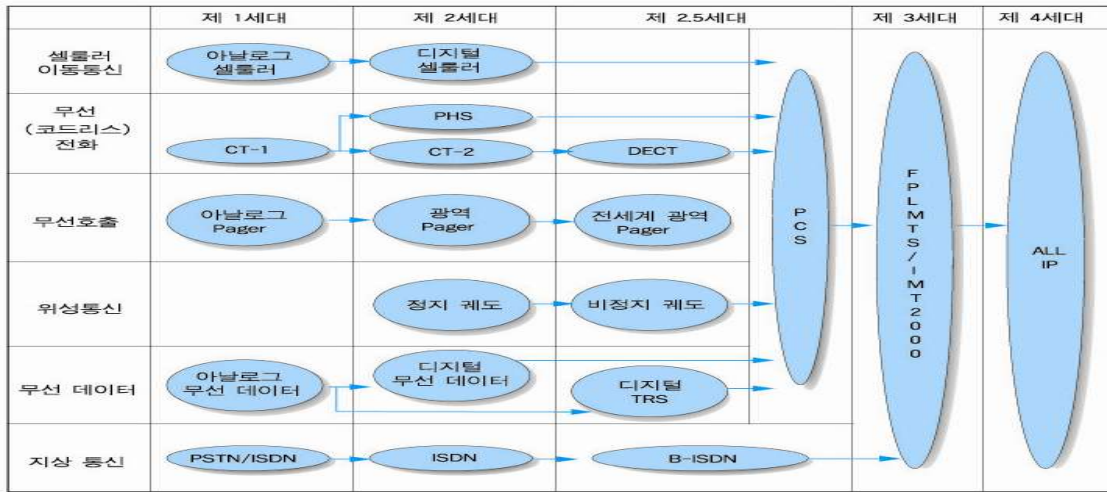 제 1세대
제 2세대
제 2.5세대
제 3세대
제 4세대
셀룰러
이동통신
아날로그
셀룰러
디지털
셀룰러
무선
(코드리스)
전화
CT-1
PHS
CT-2
DECT
무선호출
아날로그
Pager
광역
Pager
전세계 광역
Pager
위성통신
정지 궤도
비정지 궤도
무선 데이터
아날로그
무선 데이터
디지털
무선 데이터
디지털
TRS
지상 통신
PSTN/ISDN
ISDN
B-ISDN
PCS
FPLMTS/IMT2000
ALL
IP